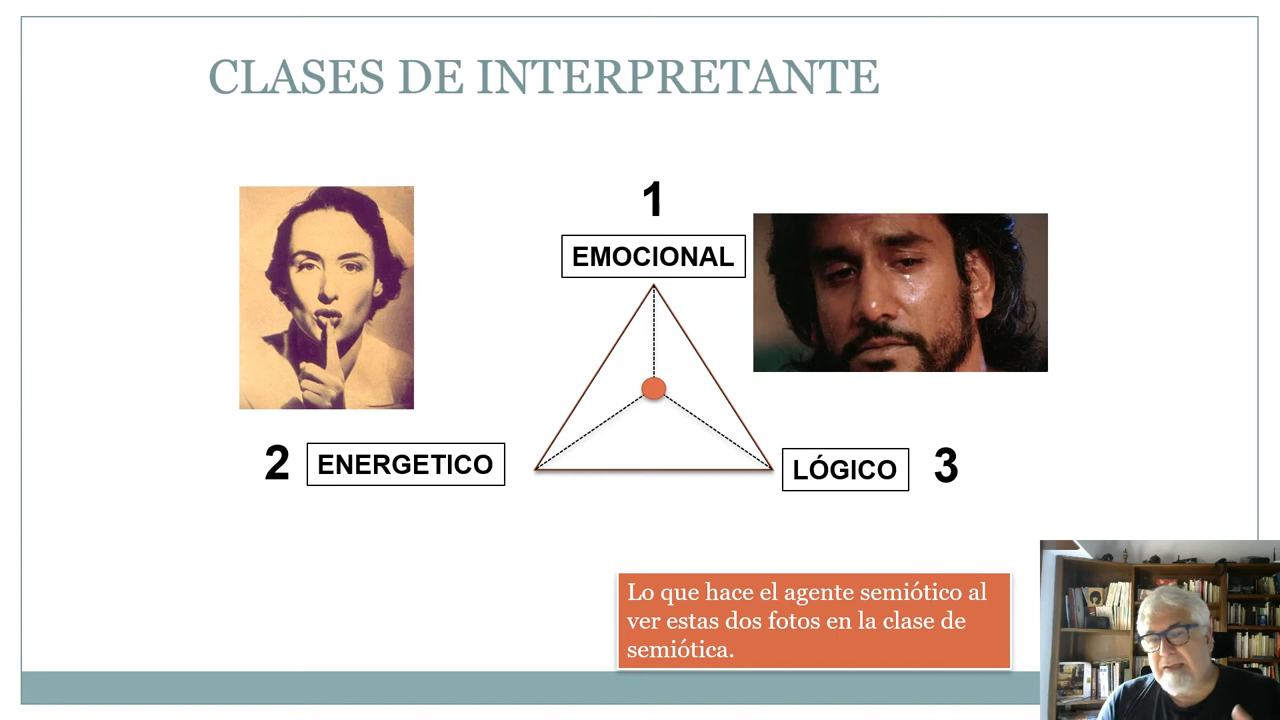 CLASES DE INTERPRETANTE
1
EMOCIONAL
2
ENERGETICO
LÓGICO
3
Lo que hace el agente semiótico al
ver estas dos fotos en la clase de
semiótica.